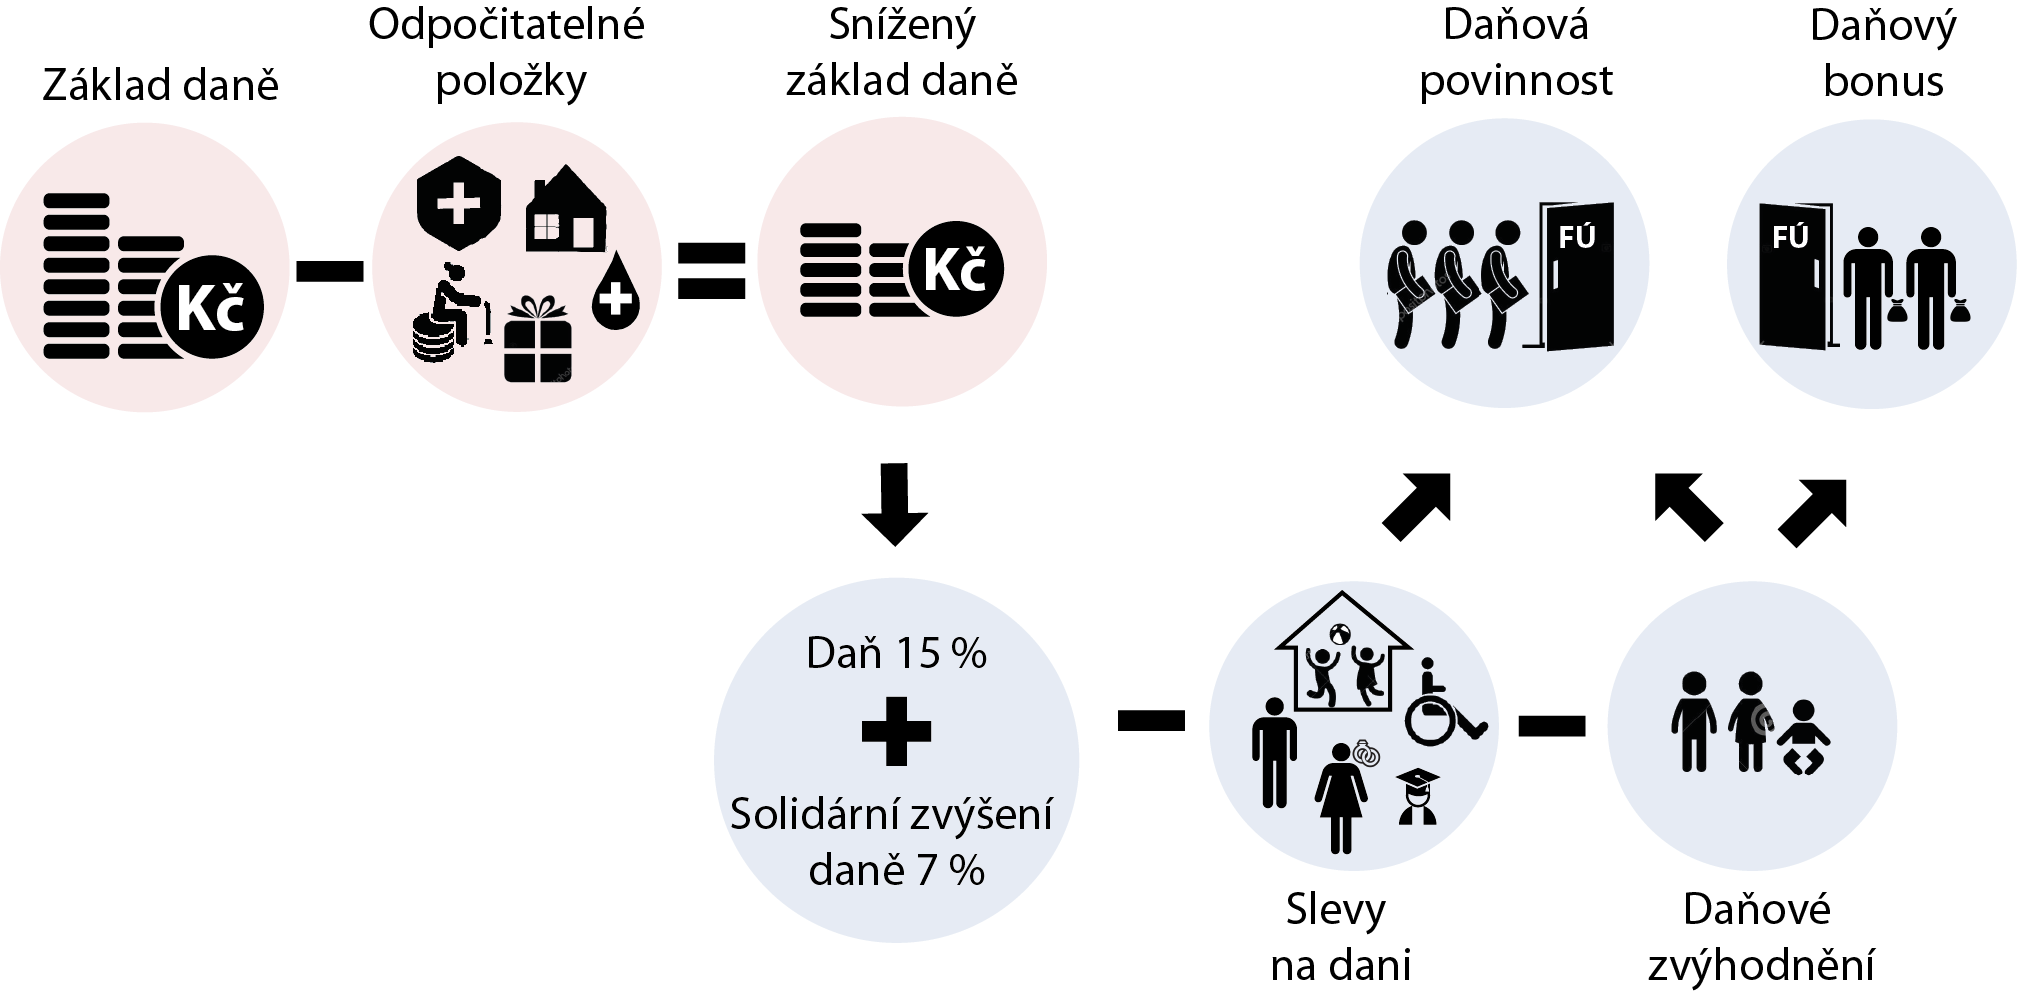 Základ daně
Odpočitatelné
položky
Snížený
základ daně
Daňová
povinnost
Daňový
bonus
Kč
Kč
FÚ
FÚ
Daň 15 %
Solidární zvýšení
daně 7 %
Slevy
na dani
Daňové
zvýhodnění